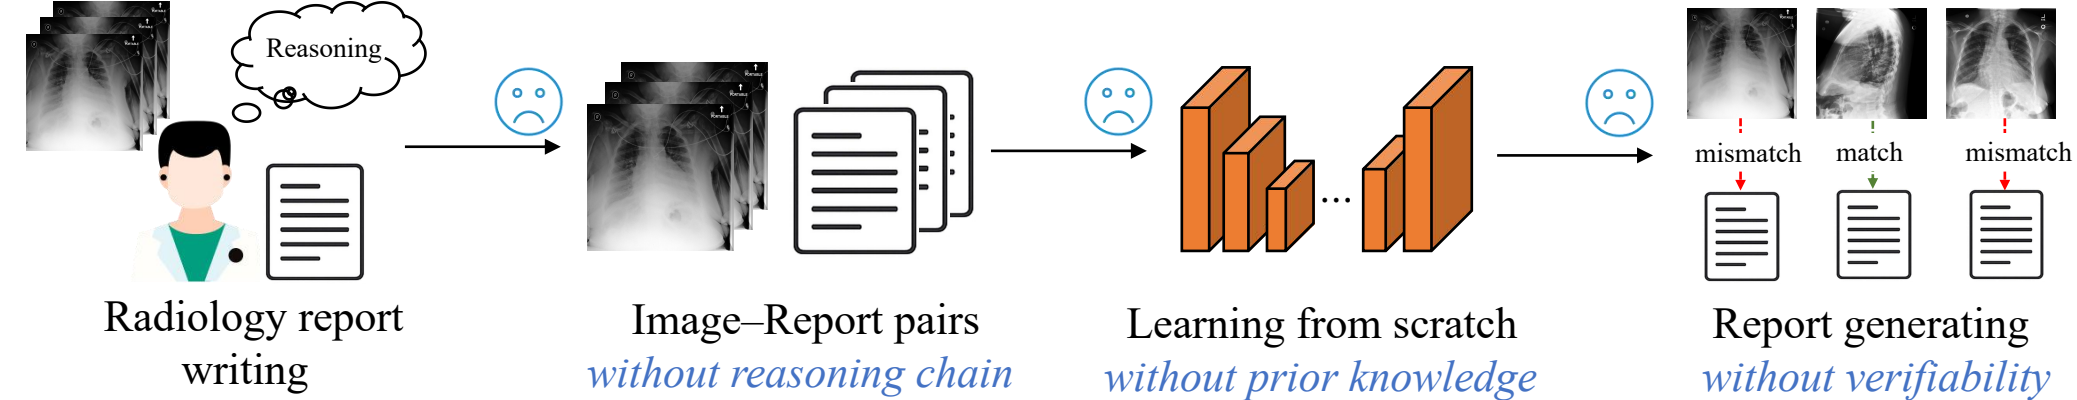 Reasoning
mismatch
match
mismatch
...
Radiology report
writing
Image–Report pairs
without reasoning chain
Learning from scratch
without prior knowledge
Report generating
without verifiability